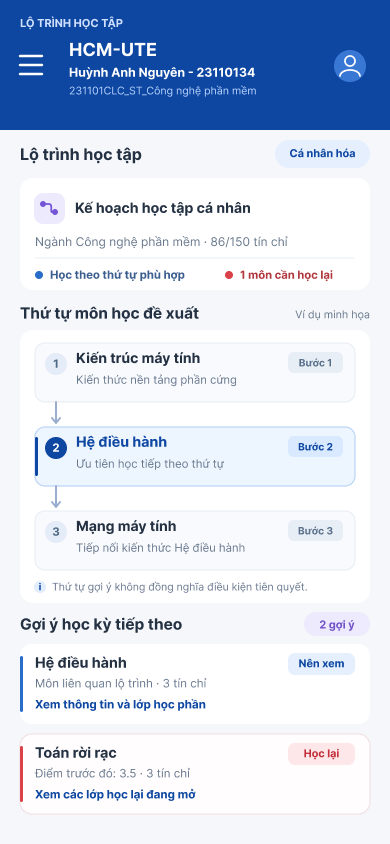 LỘ TRÌNH HỌC TẬP
HCM-UTE
Huỳnh Anh Nguyên - 23110134
231101CLC_ST_Công nghệ phần mềm
Lộ trình học tập
Cá nhân hóa
Kế hoạch học tập cá nhân
Ngành Công nghệ phần mềm · 86/150 tín chỉ
Học theo thứ tự phù hợp
1 môn cần học lại
Thứ tự môn học đề xuất
Ví dụ minh họa
1
Kiến trúc máy tính
Bước 1
Kiến thức nền tảng phần cứng
2
Hệ điều hành
Bước 2
Ưu tiên học tiếp theo thứ tự
3
Mạng máy tính
Bước 3
Tiếp nối kiến thức Hệ điều hành
i Thứ tự gợi ý không đồng nghĩa điều kiện tiên quyết.
Gợi ý học kỳ tiếp theo
2 gợi ý
Hệ điều hành
Nên xem
Môn liên quan lộ trình · 3 tín chỉ
Xem thông tin và lớp học phần
Toán rời rạc
Học lại
Điểm trước đó: 3.5 · 3 tín chỉ
Xem các lớp học lại đang mở